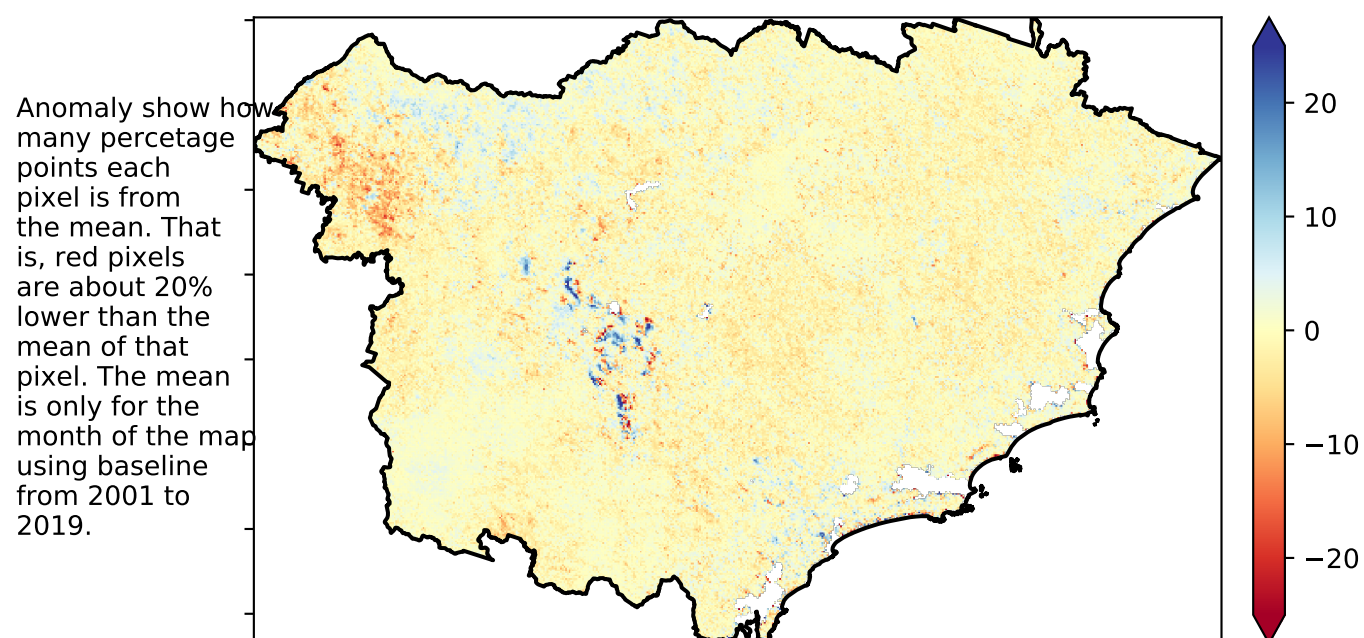 Anomaly show how
many percetage
points each
pixel is from
the mean. That
is, red pixels
are about 20%
lower than the
mean of that
pixel. The mean
is only for the
month of the map
using baseline
from 2001 to
2019.
20
10
0
−10
−20